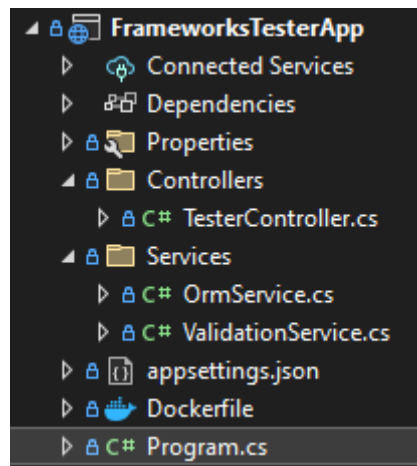 FrameworksTesterApp
Connected Services
Dependencies
Properties
Controllers
C# TesterController.cs
Services
C# OrmService.cs
C# ValidationService.cs
appsettings.json
Dockerfile
C# Program.cs